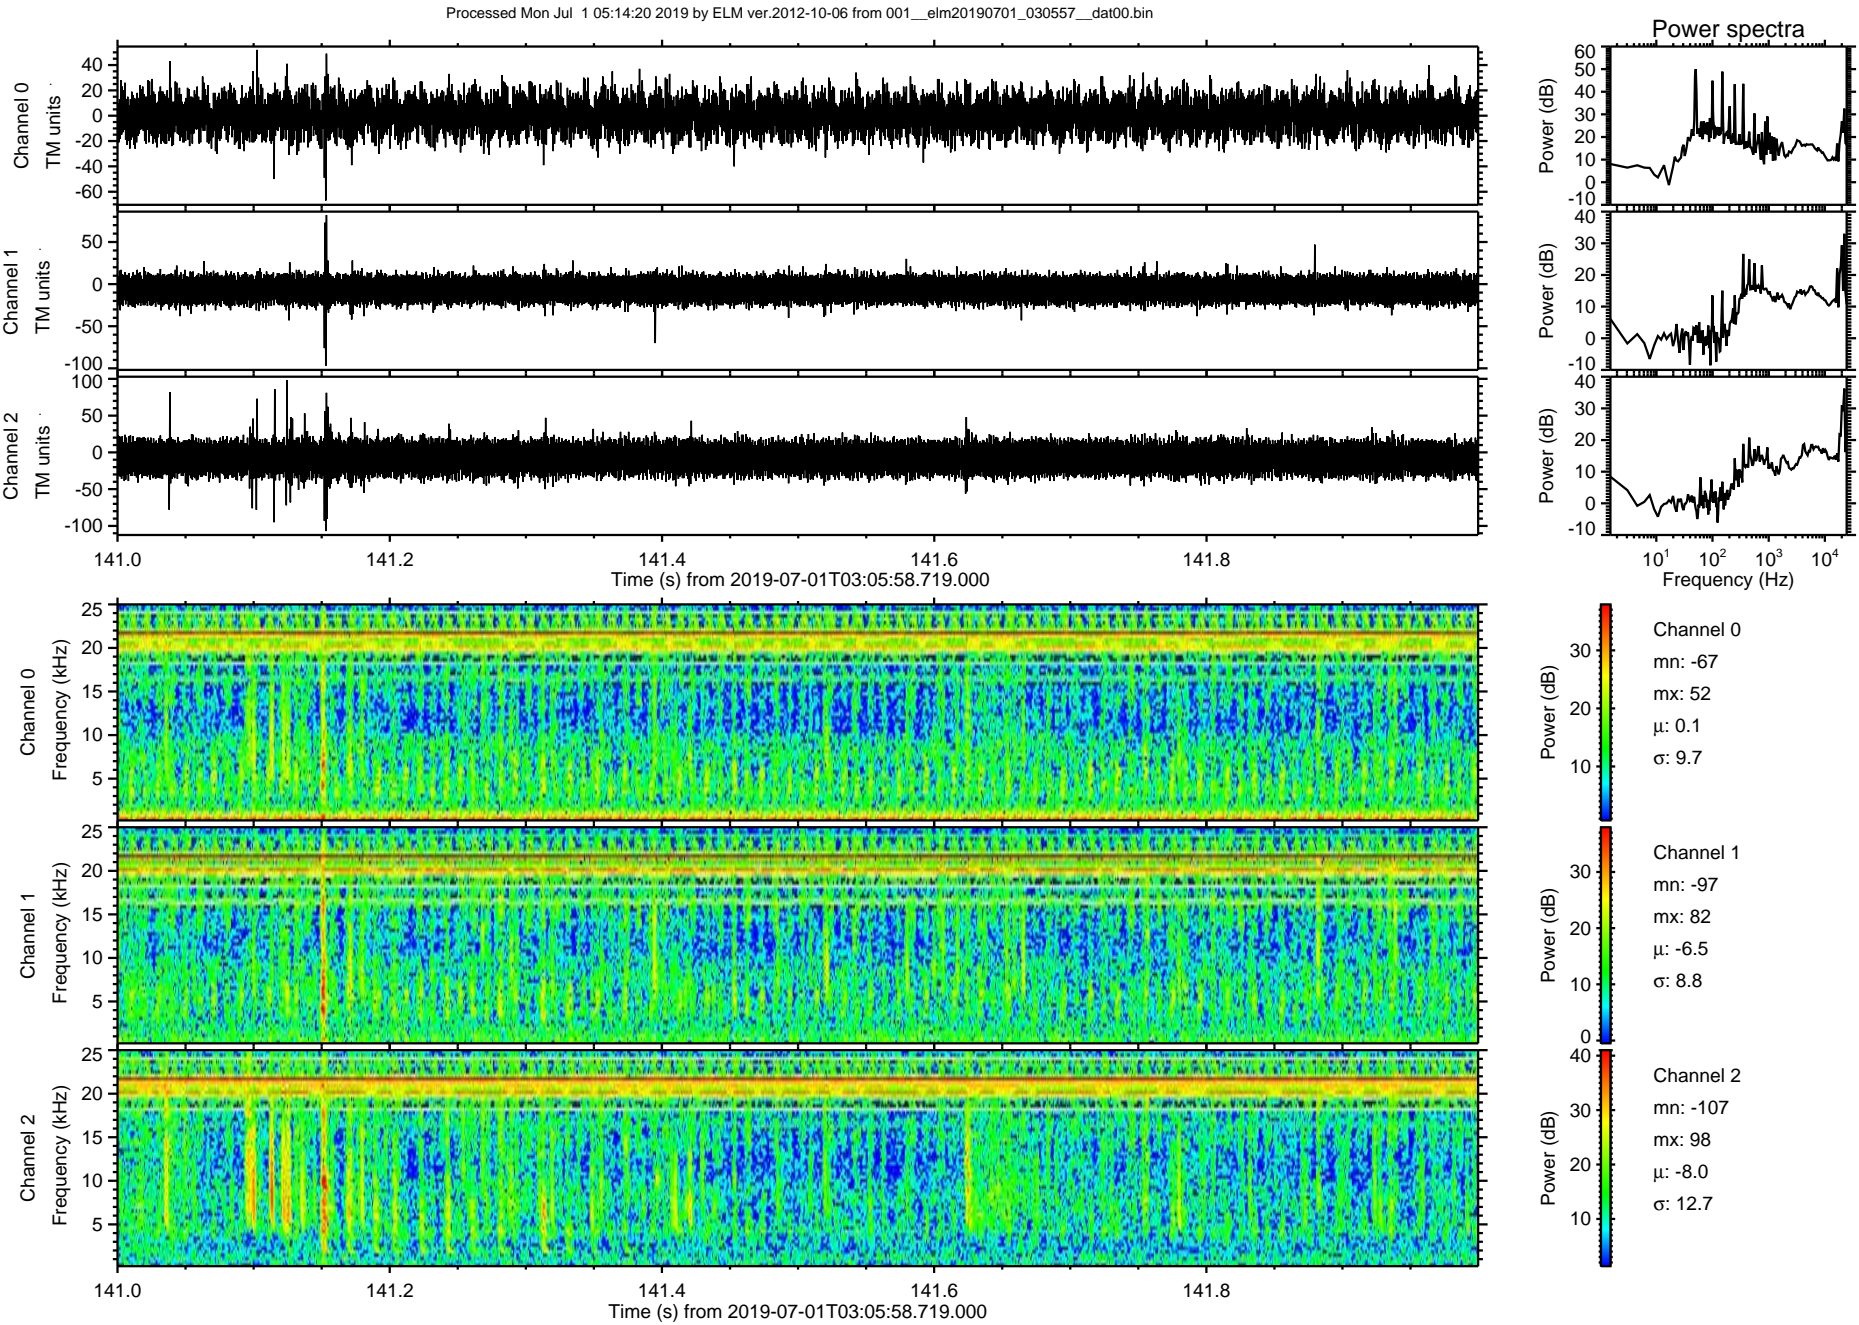 Processed Mon Jul  1 05:14:20 2019 by ELM ver.2012-10-06 from 001__elm20190701_030557__dat00.bin
Power spectra
Channel 0
TM units
40
20
0
-20
-40
-60
Power (dB)
60
50
40
30
20
10
0
-10
Channel 1
TM units
50
0
-50
-100
Power (dB)
40
30
20
10
0
-10
Channel 2
TM units
100
50
0
-50
-100
Power (dB)
40
30
20
10
0
-10
141.0 141.2 141.4 141.6 141.8
Time (s) from 2019-07-01T03:05:58.719.000
10¹ 10² 10³ 10⁴
Frequency (Hz)
Channel 0
Frequency (kHz)
25
20
15
10
5
Power (dB)
30
20
10
Channel 0
mn: -67
mx: 52
μ: 0.1
σ: 9.7
Channel 1
Frequency (kHz)
25
20
15
10
5
Power (dB)
30
20
10
0
Channel 1
mn: -97
mx: 82
μ: -6.5
σ: 8.8
Channel 2
Frequency (kHz)
25
20
15
10
5
Power (dB)
40
30
20
10
Channel 2
mn: -107
mx: 98
μ: -8.0
σ: 12.7
141.0 141.2 141.4 141.6 141.8
Time (s) from 2019-07-01T03:05:58.719.000